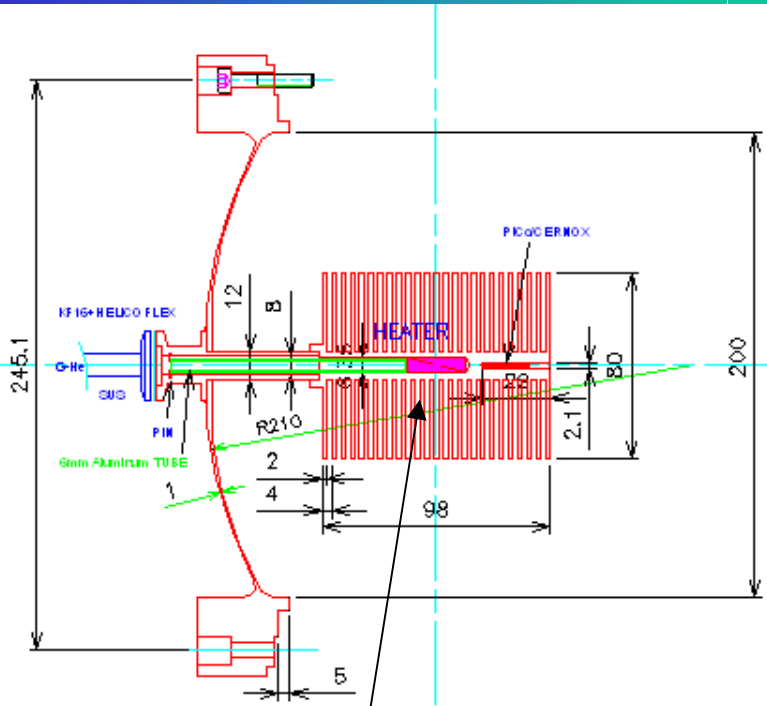 PICO/CERNOX
KF16+HELICO FLEX
12
8
HEATER
245.1
80
200
G-He
SUS
2.1
R210
PIN
6mm Aluminum TUBE
2
1
4
98
5